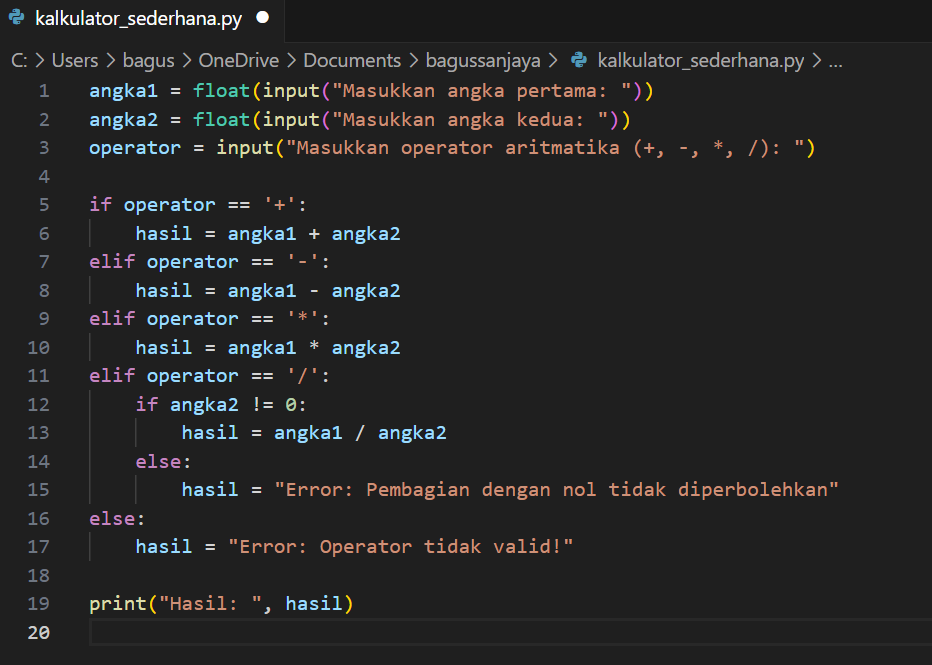 kalkulator_sederhana.py
C: > Users > bagus > OneDrive > Documents > bagussanjaya > kalkulator_sederhana.py > ...
1 angka1 = float(input("Masukkan angka pertama: "))
2 angka2 = float(input("Masukkan angka kedua: "))
3 operator = input("Masukkan operator aritmatika (+, -, *, /): ")
4
5 if operator == '+':
6     hasil = angka1 + angka2
7 elif operator == '-':
8     hasil = angka1 - angka2
9 elif operator == '*':
10     hasil = angka1 * angka2
11 elif operator == '/':
12     if angka2 != 0:
13         hasil = angka1 / angka2
14     else:
15         hasil = "Error: Pembagian dengan nol tidak diperbolehkan"
16 else:
17     hasil = "Error: Operator tidak valid!"
18
19 print("Hasil: ", hasil)
20